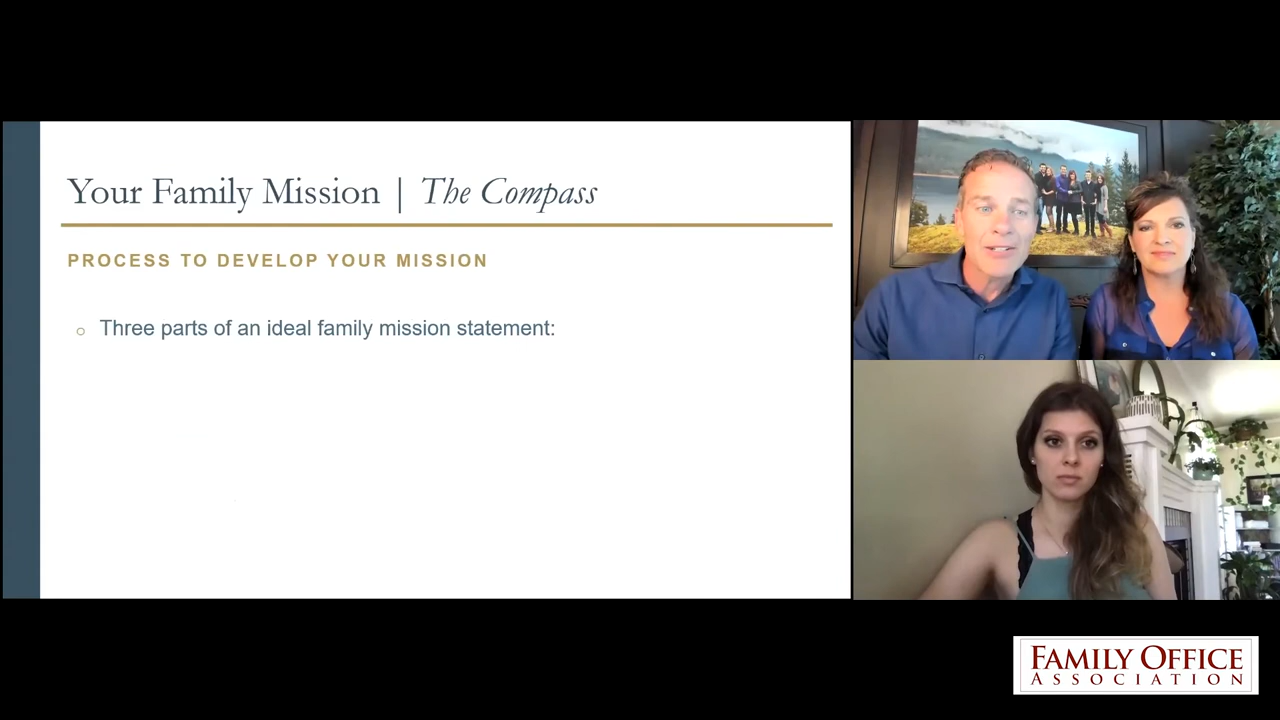 Your Family Mission | The Compass
PROCESS TO DEVELOP YOUR MISSION
○ Three parts of an ideal family mission statement:
FAMILY OFFICE
ASSOCIATION